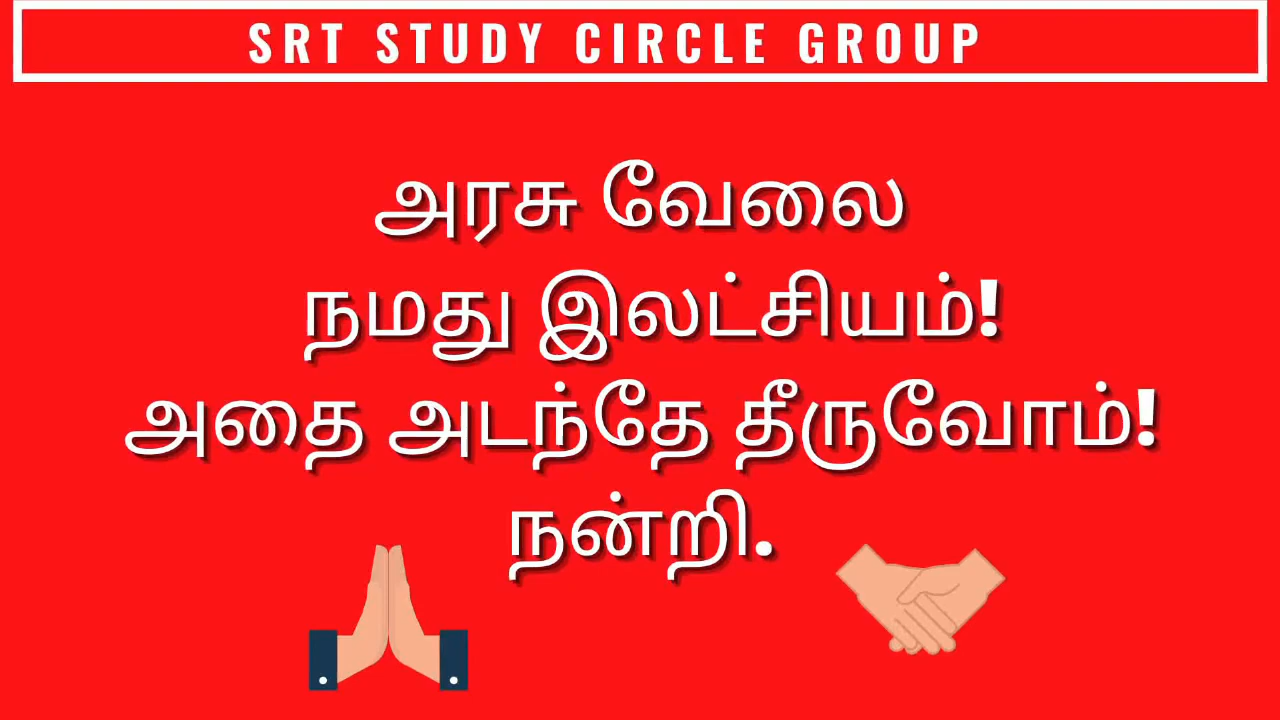 SRT STUDY CIRCLE GROUP
அரசு வேலை
நமது இலட்சியம்!
அதை அடந்தே தீருவோம்!
நன்றி.